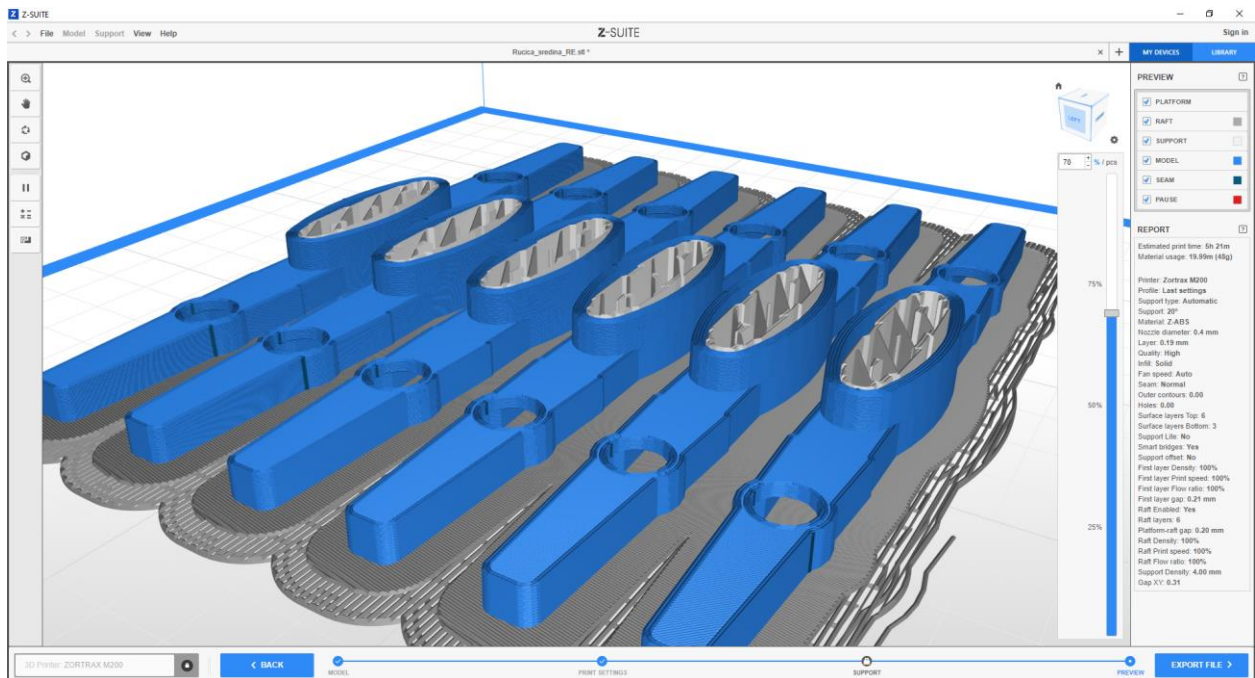 Z-SUITE
File Model Support View Help
Z-SUITE
Sign in
Rucica_sredina_RE.stl *
MY DEVICES
LIBRARY
PREVIEW
PLATFORM
RAFT
SUPPORT
MODEL
SEAM
PAUSE
LEFT
70 % / pcs
75%
50%
25%
REPORT
Estimated print time: 5h 21m
Material usage: 19.99m (48g)
Printer: Zortrax M200
Profile: Last settings
Support type: Automatic
Support: 20°
Material: Z-ABS
Nozzle diameter: 0.4 mm
Layer: 0.19 mm
Quality: High
Infill: Solid
Fan speed: Auto
Seam: Normal
Outer contours: 0.00
Holes: 0.00
Surface layers Top: 6
Surface layers Bottom: 3
Support Lite: No
Smart bridges: Yes
Support offset: No
First layer Density: 100%
First layer Print speed: 100%
First layer Flow ratio: 100%
First layer gap: 0.21 mm
Raft Enabled: Yes
Raft layers: 6
Platform-raft gap: 0.20 mm
Raft Density: 100%
Raft Print speed: 100%
Raft Flow ratio: 100%
Support Density: 4.00 mm
Gap XY: 0.31
3D Printer: ZORTRAX M200
BACK
MODEL
PRINT SETTINGS
SUPPORT
PREVIEW
EXPORT FILE